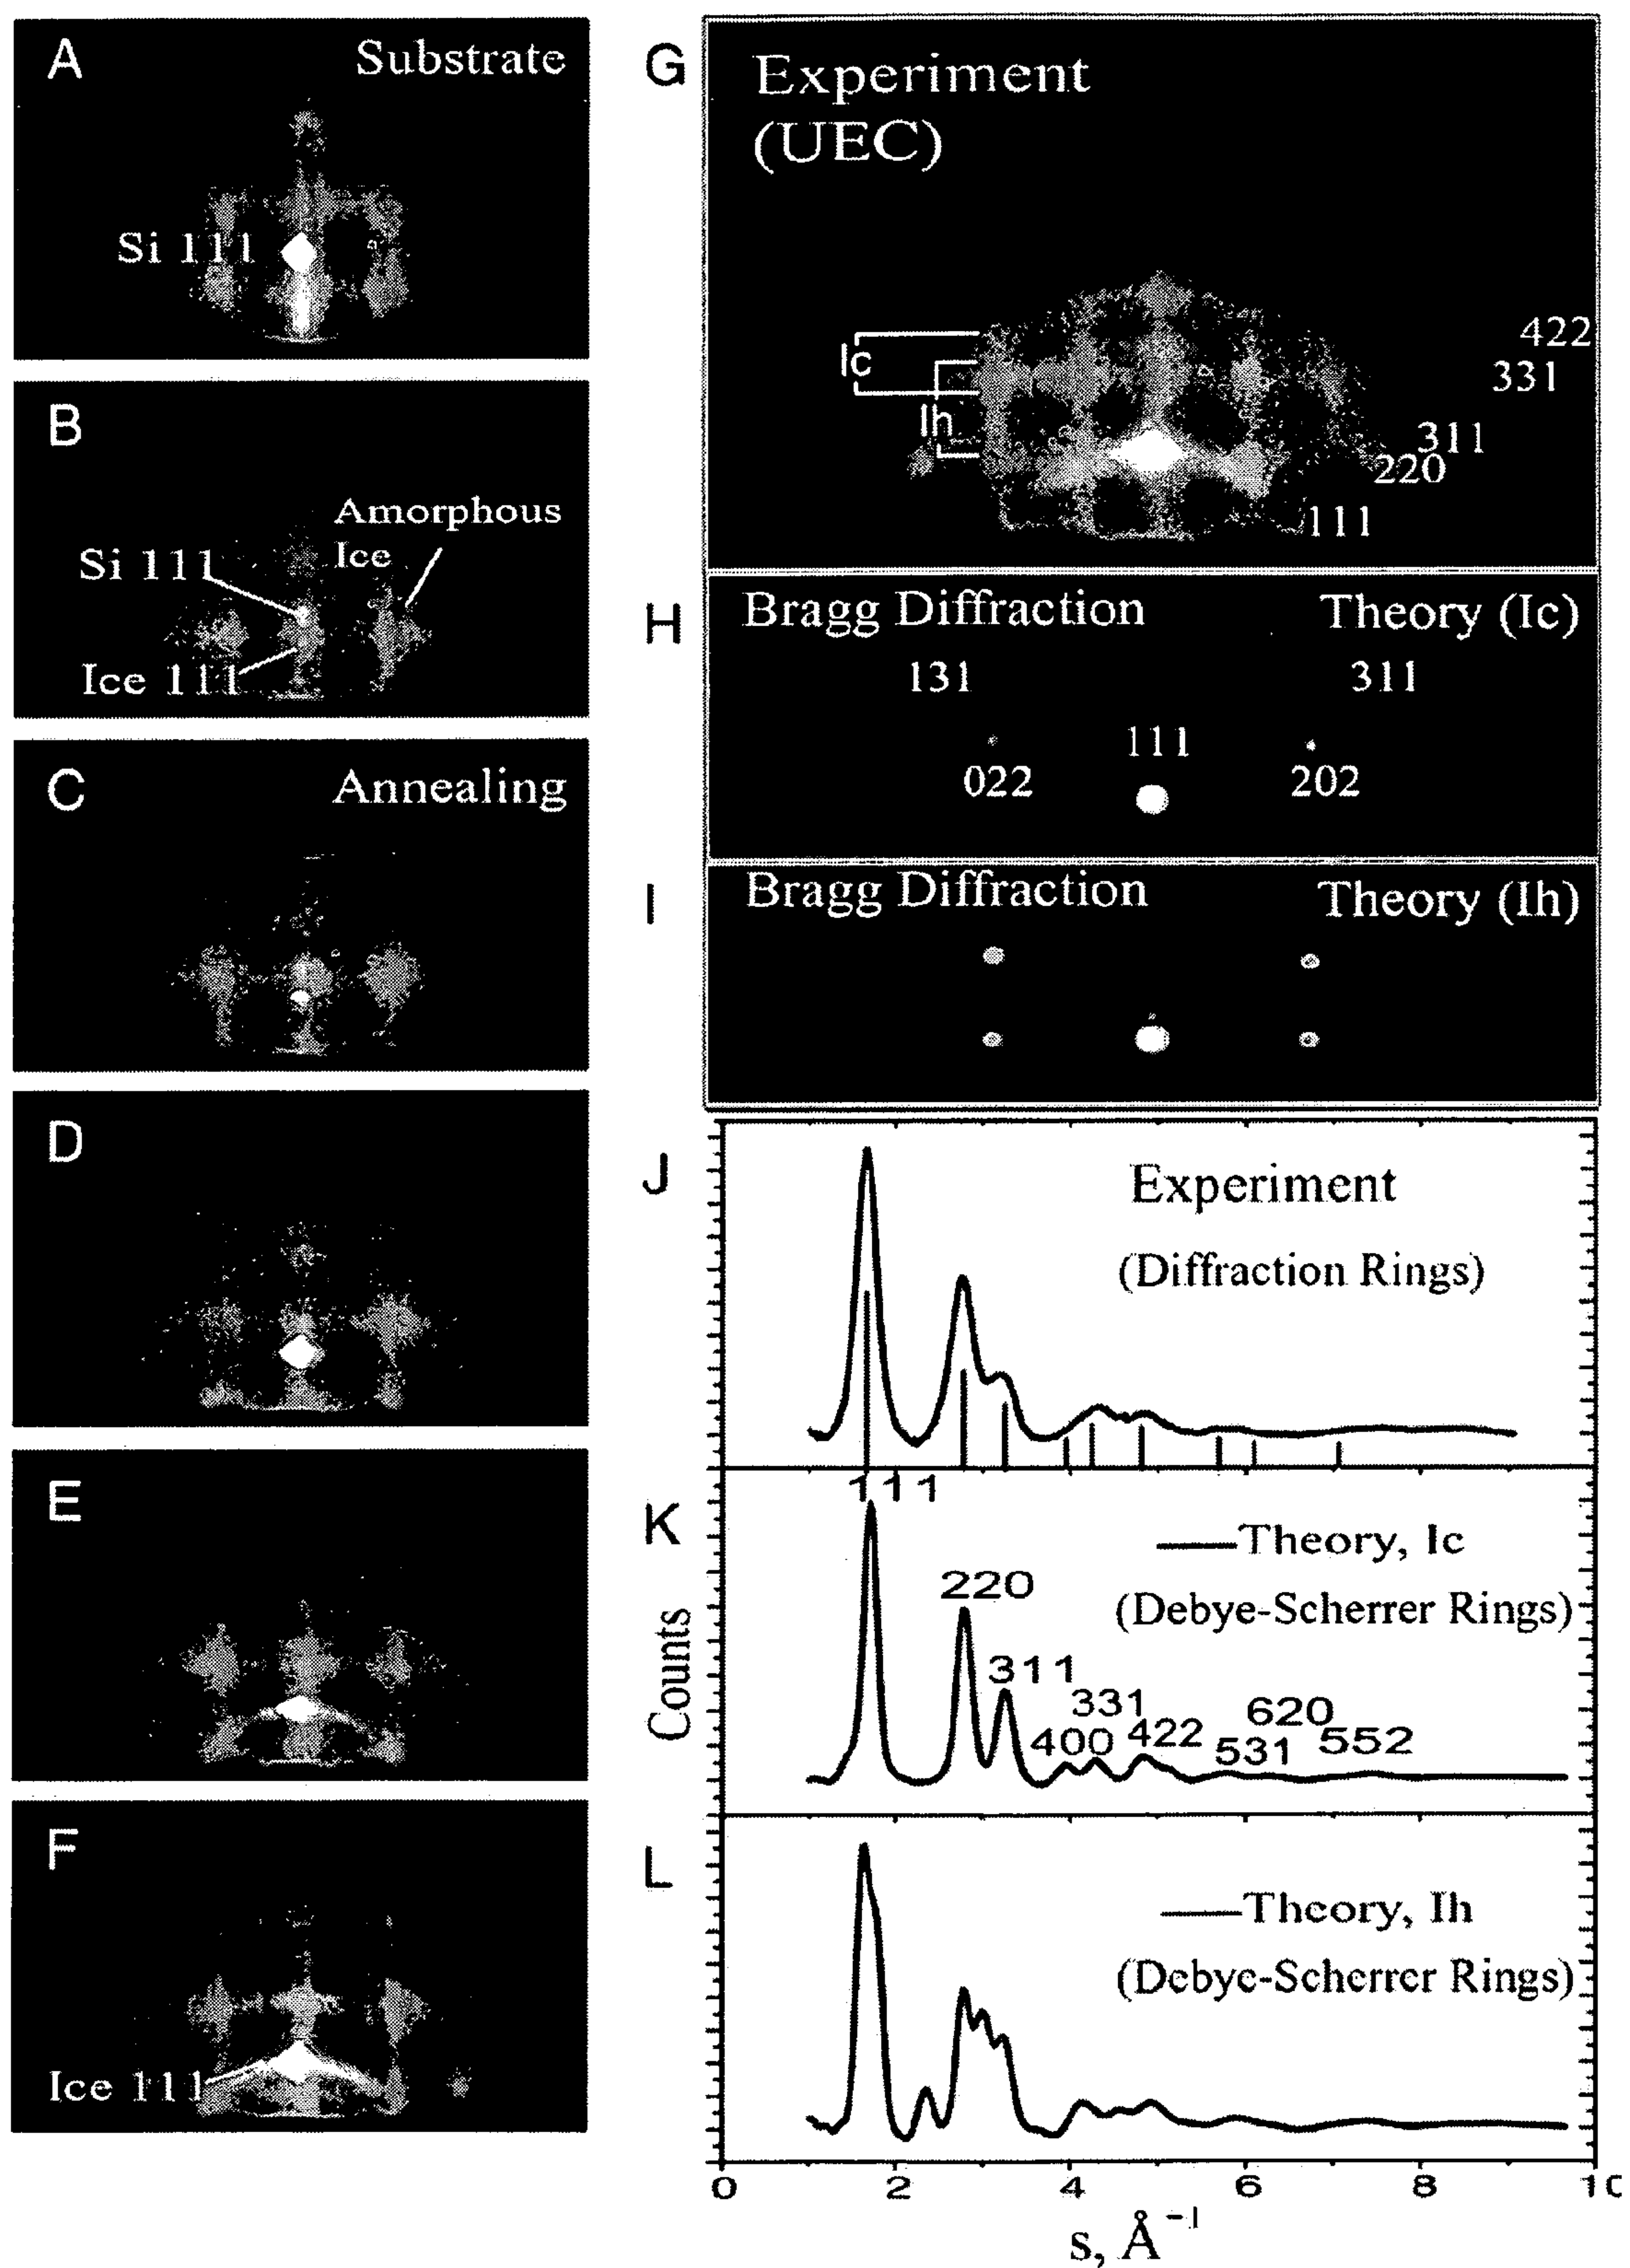 A
Substrate
Si 111
B
Amorphous
Ice
Si 111
Ice 111
C
Annealing
D
E
F
Ice 111
G
Experiment
(UEC)
Ic
Ih
422
331
311
220
111
H
Bragg Diffraction
Theory (Ic)
131
311
111
022
202
I
Bragg Diffraction
Theory (Ih)
J
Experiment
(Diffraction Rings)
111
K
Theory, Ic
(Debye-Scherrer Rings)
220
311
331
620
400
422
531
552
Counts
L
Theory, Ih
(Debye-Scherrer Rings)
0 2 4 6 8 10
s, Å⁻¹